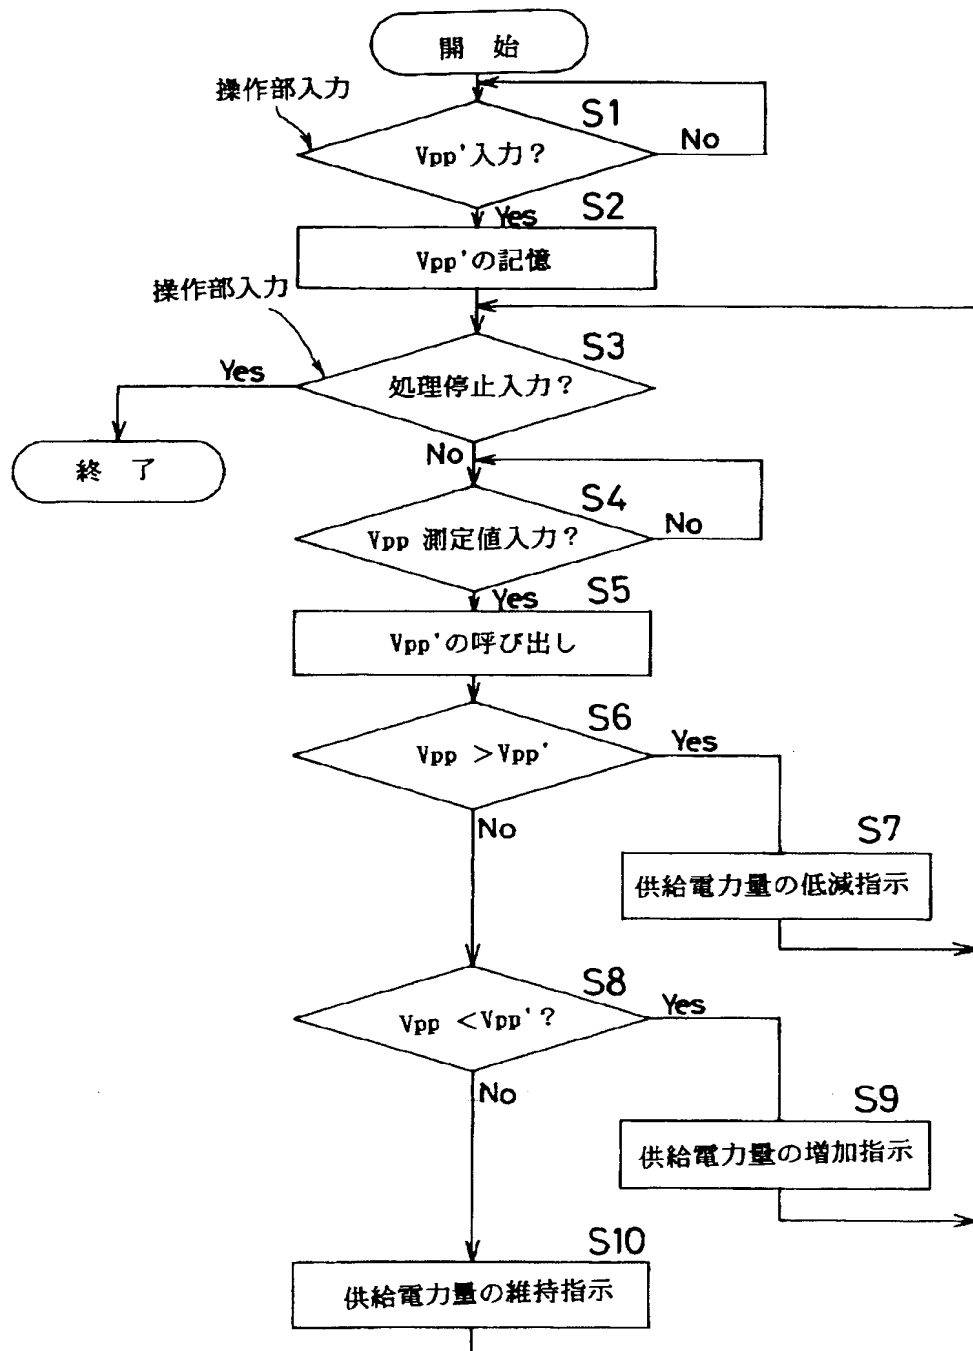 開 始
操作部入力
S1
Vpp'入力?
No
Yes
S2
Vpp'の記憶
操作部入力
S3
Yes
処理停止入力?
終 了
No
S4
Vpp 測定値入力?
No
Yes
S5
Vpp'の呼び出し
S6
Vpp >Vpp'
Yes
No
S7
供給電力量の低減指示
S8
Vpp <Vpp'?
Yes
No
S9
供給電力量の増加指示
S10
供給電力量の維持指示